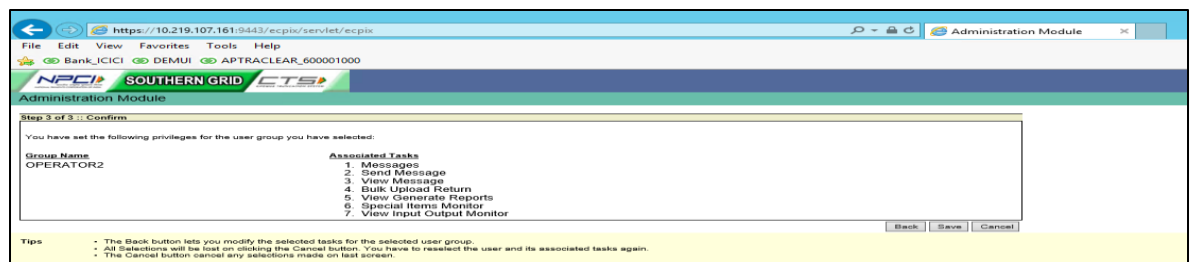 https://10.219.107.161:9443/ecpix/servlet/ecpix
Administration Module
File Edit View Favorites Tools Help
Bank_ICICI DEMUI APTRACLEAR_600001000
NPCI SOUTHERN GRID CTS
Administration Module
Step 3 of 3 :: Confirm
You have set the following privileges for the user group you have selected:
Group Name Associated Tasks
OPERATOR2 1. Messages
2. Send Message
3. View Message
4. Bulk Upload Return
5. View Generate Reports
6. Special Items Monitor
7. View Input Output Monitor
Back Save Cancel
Tips • The Back button lets you modify the selected tasks for the selected user group.
• All Selections will be lost on clicking the Cancel button. You have to reselect the user and its associated tasks again.
• The Cancel button cancel any selections made on last screen.